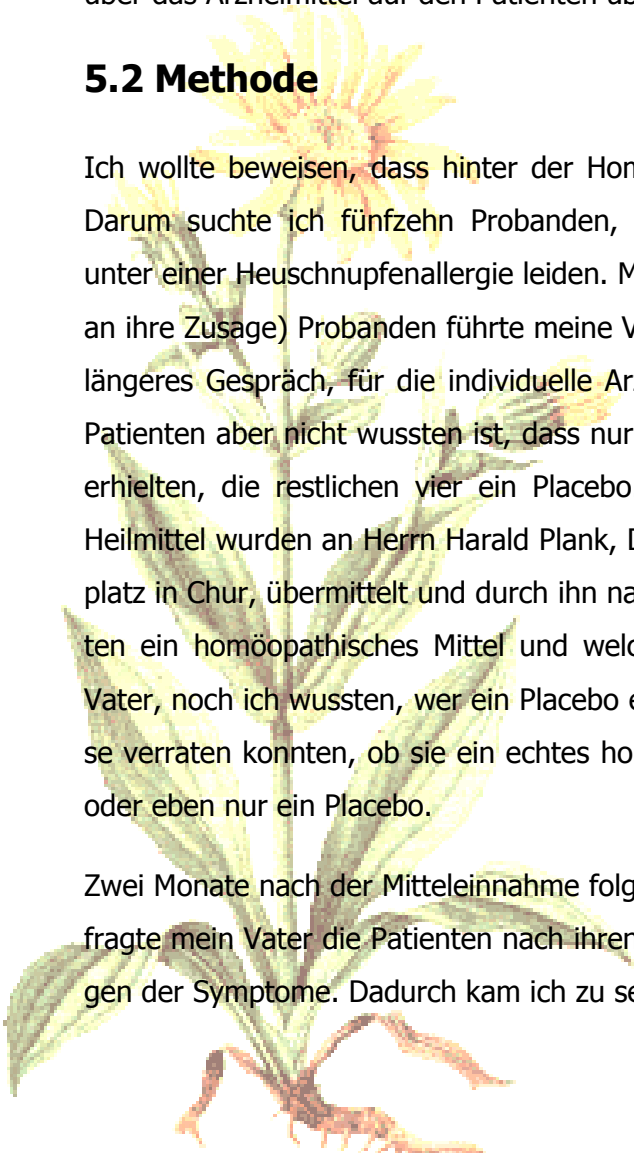 über das Arzneimittel auf den Patienten üb
5.2 Methode
Ich wollte beweisen, dass hinter der Hom
Darum suchte ich fünfzehn Probanden,
unter einer Heuschnupfenallergie leiden. M
an ihre Zusage) Probanden führte meine V
längeres Gespräch, für die individuelle Arz
Patienten aber nicht wussten ist, dass nur
erhielten, die restlichen vier ein Placebo
Heilmittel wurden an Herrn Harald Plank, D
platz in Chur, übermittelt und durch ihn na
ten ein homöopathisches Mittel und welc
Vater, noch ich wussten, wer ein Placebo e
se verraten konnten, ob sie ein echtes ho
oder eben nur ein Placebo.
Zwei Monate nach der Mitteleinnahme folg
fragte mein Vater die Patienten nach ihren
gen der Symptome. Dadurch kam ich zu se